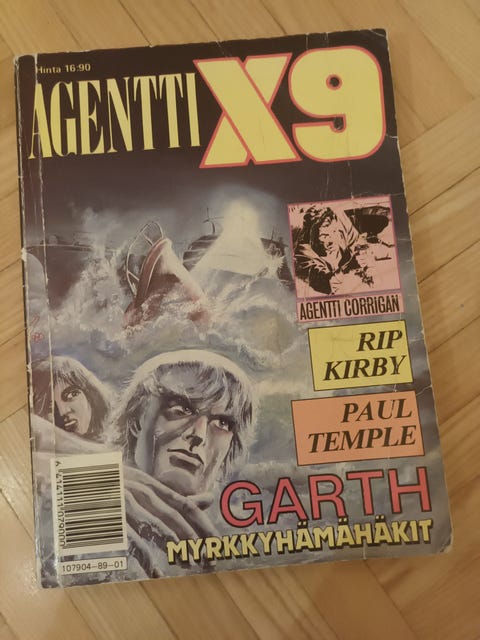 Hinta 16:90
AGENTTI X9
AGENTTI CORRIGAN
RIP
KIRBY
PAUL
TEMPLE
GARTH
MYRKKYHÄMÄHÄKIT
107904-89-01